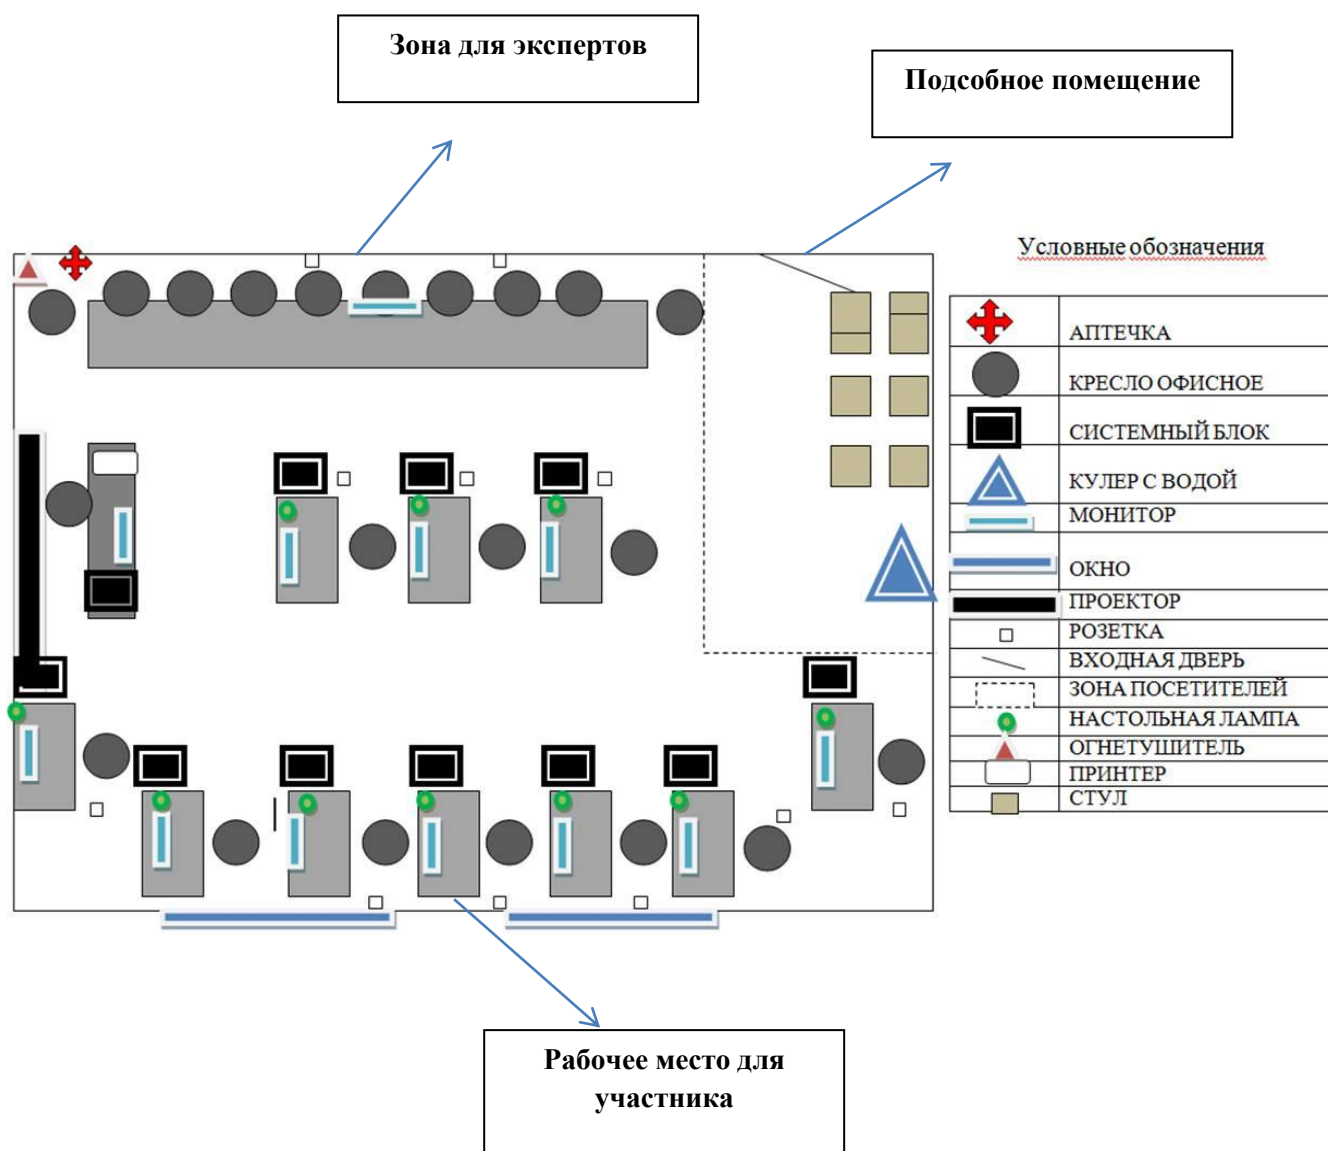 Зона для экспертов
Подсобное помещение
Условные обозначения
АПТЕЧКА
КРЕСЛО ОФИСНОЕ
СИСТЕМНЫЙ БЛОК
КУЛЕР С ВОДОЙ
МОНИТОР
ОКНО
ПРОЕКТОР
РОЗЕТКА
ВХОДНАЯ ДВЕРЬ
ЗОНА ПОСЕТИТЕЛЕЙ
НАСТОЛЬНАЯ ЛАМПА
ОГНЕТУШИТЕЛЬ
ПРИНТЕР
СТУЛ
Рабочее место для
участника